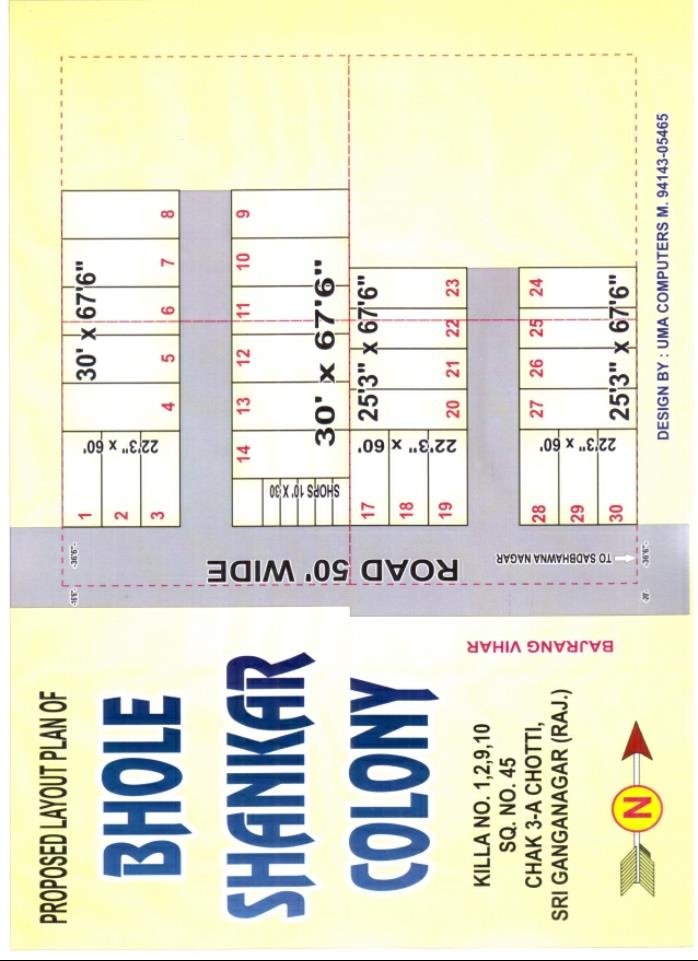 PROPOSED LAYOUT PLAN OF
BHOLE
SHANKAR
COLONY
KILLA NO. 1,2,9,10
SQ. NO. 45
CHAK 3-A CHOTTI,
SRI GANGANAGAR (RAJ.)
N
BAJRANG VIHAR
ROAD 50' WIDE
TO SADBHAWNA NAGAR
1
2
3
22'3" x 60'
4
5
6
7
8
30' x 67'6"
SHOPS 10' X 30
14
13
12
11
10
9
30' x 67'6"
17
18
19
22'3" x 60'
20
21
22
23
25'3" x 67'6"
28
29
30
22'3" x 60'
27
26
25
24
25'3" x 67'6"
DESIGN BY : UMA COMPUTERS M. 94143-05465